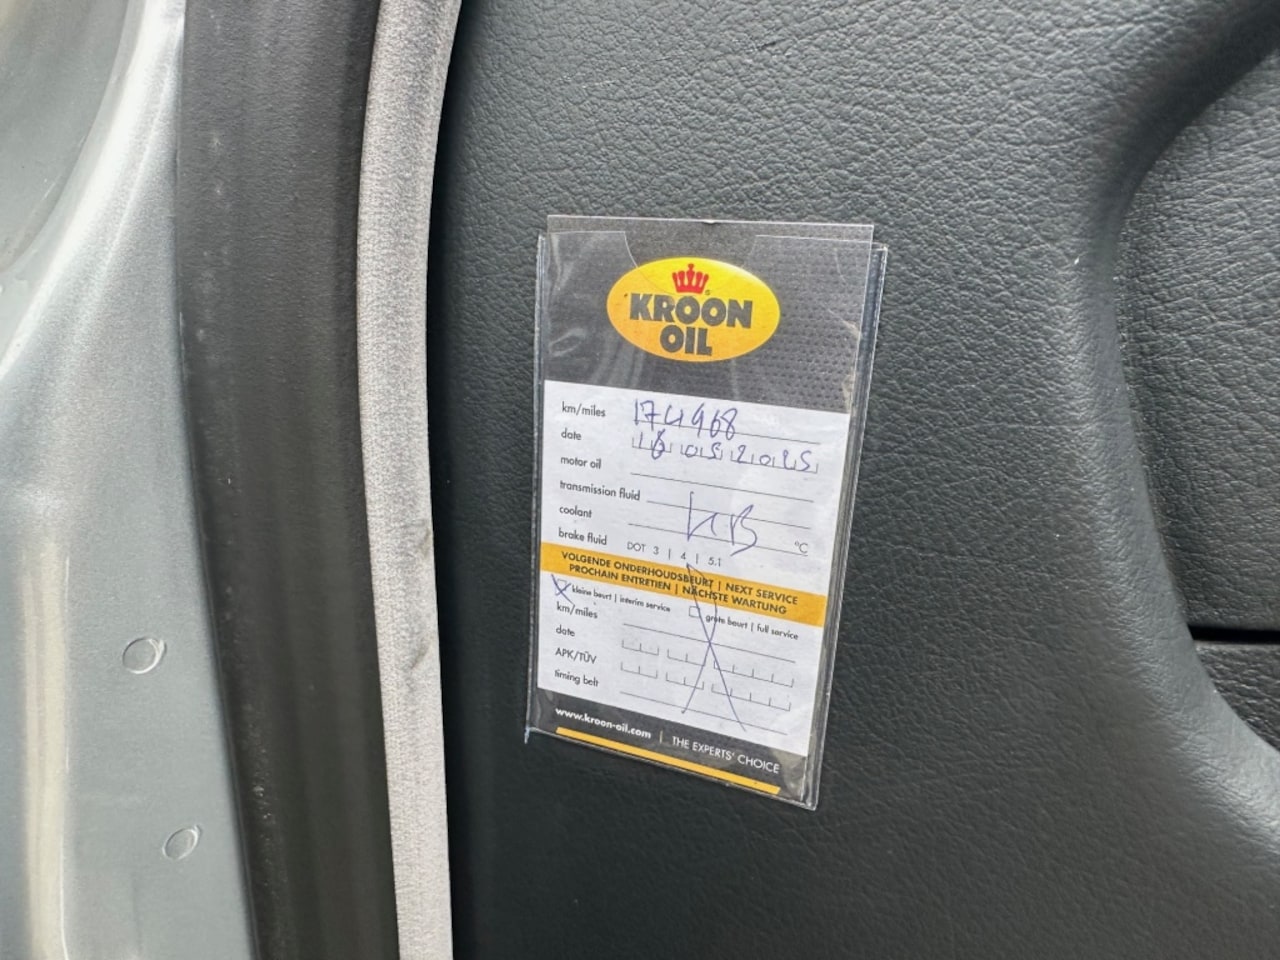 KROON
OIL
km/miles 174968
date 16 05 2025
motor oil
transmission fluid
coolant KB °C
brake fluid DOT 3 | 4 | 5.1
VOLGENDE ONDERHOUDSBEURT | NEXT SERVICE
PROCHAIN ENTRETIEN | NÄCHSTE WARTUNG
kleine beurt | interim service grote beurt | full service
km/miles
date
APK/TÜV
timing belt
www.kroon-oil.com | THE EXPERTS' CHOICE